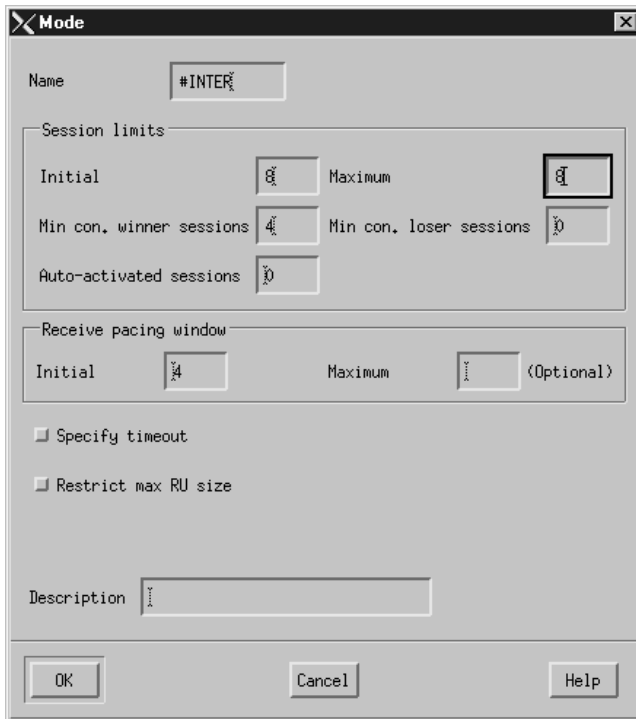 Mode
Name #INTER
Session limits
Initial 8 Maximum 8
Min con. winner sessions 4 Min con. loser sessions 0
Auto-activated sessions 0
Receive pacing window
Initial 4 Maximum (Optional)
Specify timeout
Restrict max RU size
Description
OK Cancel Help